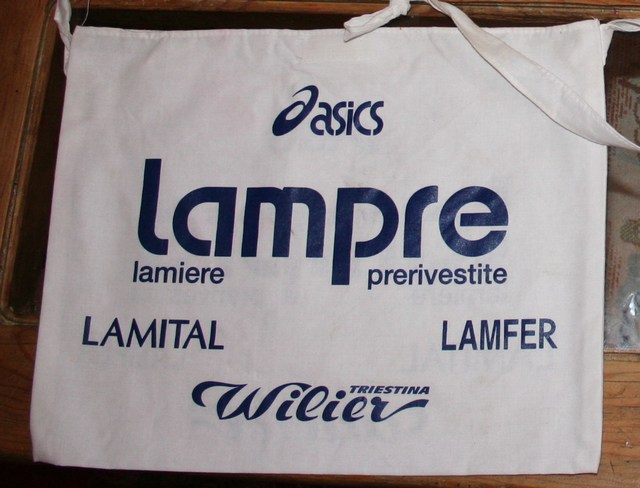 asics
lampre
lamiere prerivestite
LAMITAL LAMFER
TRIESTINA
Wilier